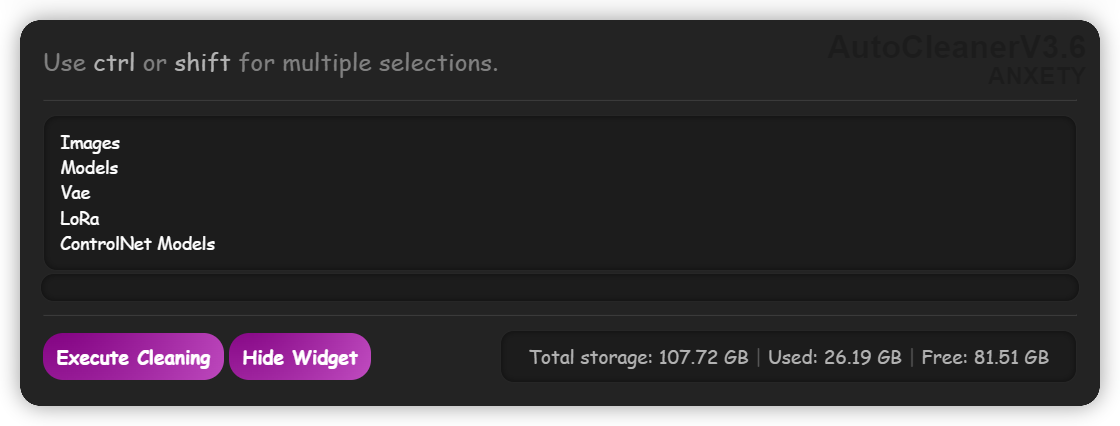 AutoCleanerV3.6
ANXETY
Use ctrl or shift for multiple selections.
Images
Models
Vae
LoRa
ControlNet Models
Execute Cleaning
Hide Widget
Total storage: 107.72 GB | Used: 26.19 GB | Free: 81.51 GB